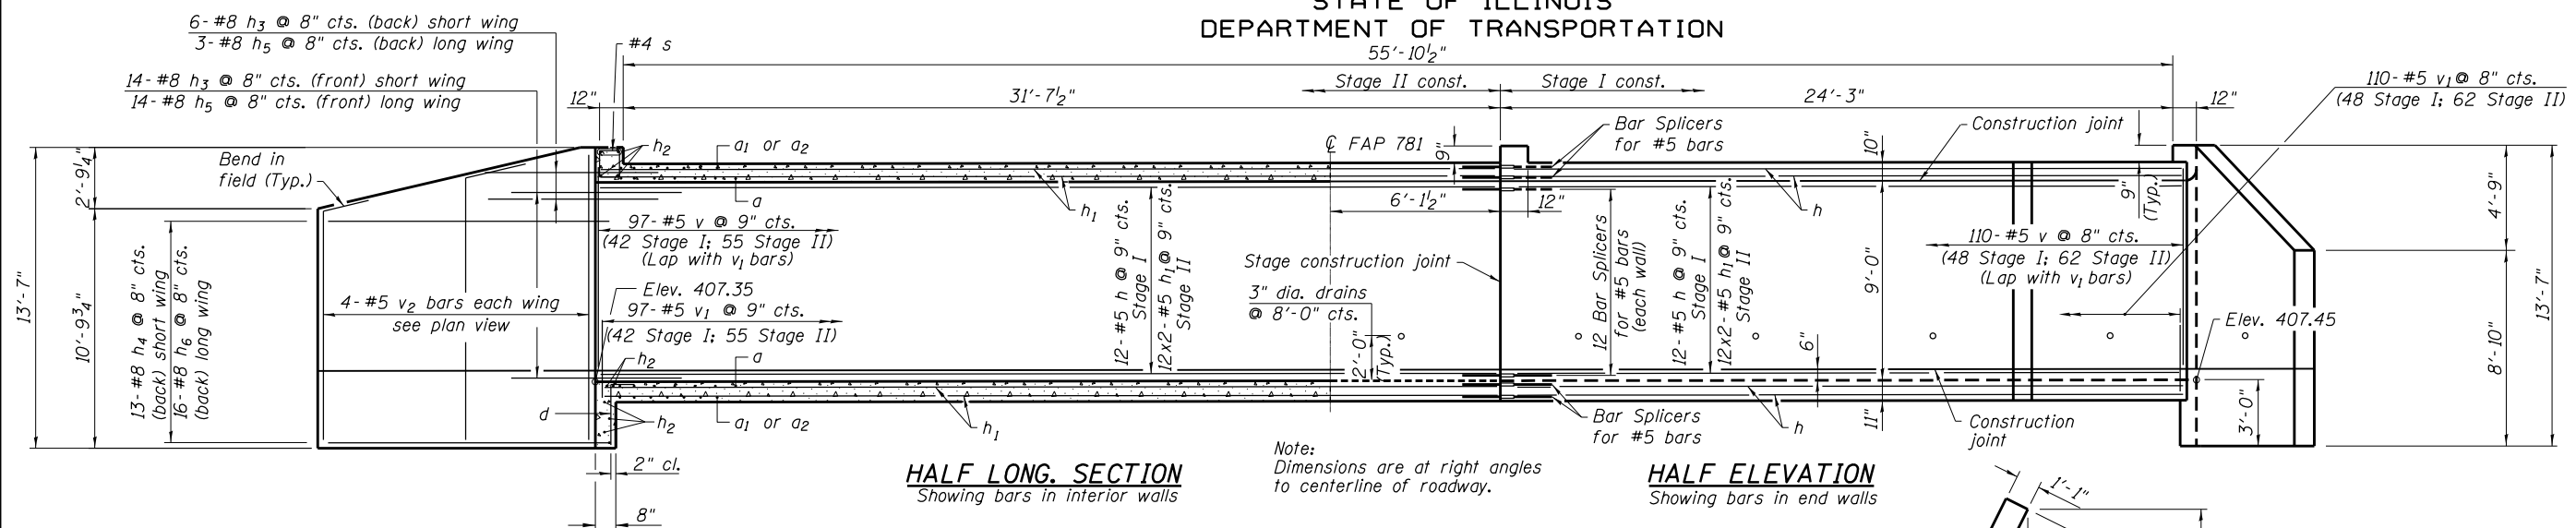 STATE OF ILLINOIS
DEPARTMENT OF TRANSPORTATION
6- #8 h3 @ 8" cts. (back) short wing
3- #8 h5 @ 8" cts. (back) long wing
14- #8 h3 @ 8" cts. (front) short wing
14- #8 h5 @ 8" cts. (front) long wing
#4 s
55'-10 1/2"
Stage II const.
Stage I const.
12"
31'-7 1/2"
24'-3"
12"
110- #5 v1 @ 8" cts.
(48 Stage I; 62 Stage II)
Bend in
field (Typ.)
h2
a1 or a2
a
h1
℄ FAP 781
9"
Bar Splicers
for #5 bars
10"
Construction joint
h
9"
(Typ.)
6'-1 1/2"
12"
13'-7"
2'-9 1/4"
10'-9 3/4"
13- #8 h4 @ 8" cts.
(back) short wing
16- #8 h6 @ 8" cts.
(back) long wing
4- #5 v2 bars each wing
see plan view
97- #5 v @ 9" cts.
(42 Stage I; 55 Stage II)
(Lap with v1 bars)
Elev. 407.35
97- #5 v1 @ 9" cts.
(42 Stage I; 55 Stage II)
h2
a
12- #5 h @ 9" cts.
Stage I
12x2- #5 h1 @ 9" cts.
Stage II
Stage construction joint
3" dia. drains
@ 8'-0" cts.
2'-0"
(Typ.)
12 Bar Splicers
for #5 bars
(each wall)
12- #5 h @ 9" cts.
Stage I
12x2- #5 h1 @ 9" cts.
Stage II
9'-0"
6"
110- #5 v @ 8" cts.
(48 Stage I; 62 Stage II)
(Lap with v1 bars)
Elev. 407.45
4'-9"
8'-10"
13'-7"
3'-0"
d
h2
a1 or a2
h1
Bar Splicers
for #5 bars
h
11"
Construction
joint
2" cl.
8"
HALF LONG. SECTION
Showing bars in interior walls
Note:
Dimensions are at right angles
to centerline of roadway.
HALF ELEVATION
Showing bars in end walls
1'-1"